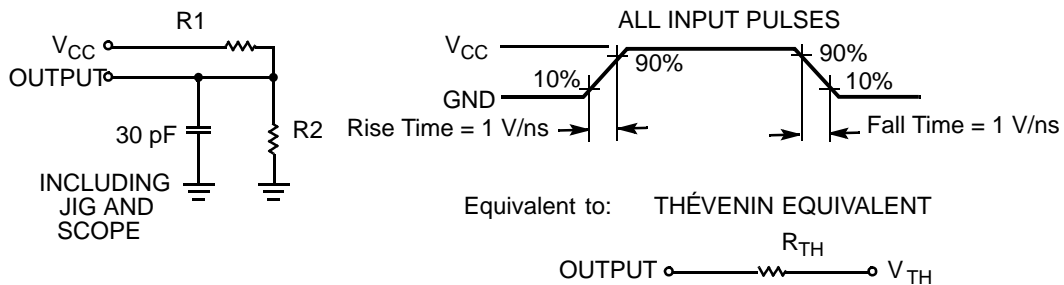 R1
VCC
OUTPUT
30 pF
R2
INCLUDING
JIG AND
SCOPE
ALL INPUT PULSES
VCC
10%
90%
90%
10%
GND
Rise Time = 1 V/ns
Fall Time = 1 V/ns
Equivalent to: THÉVENIN EQUIVALENT
RTH
OUTPUT
VTH